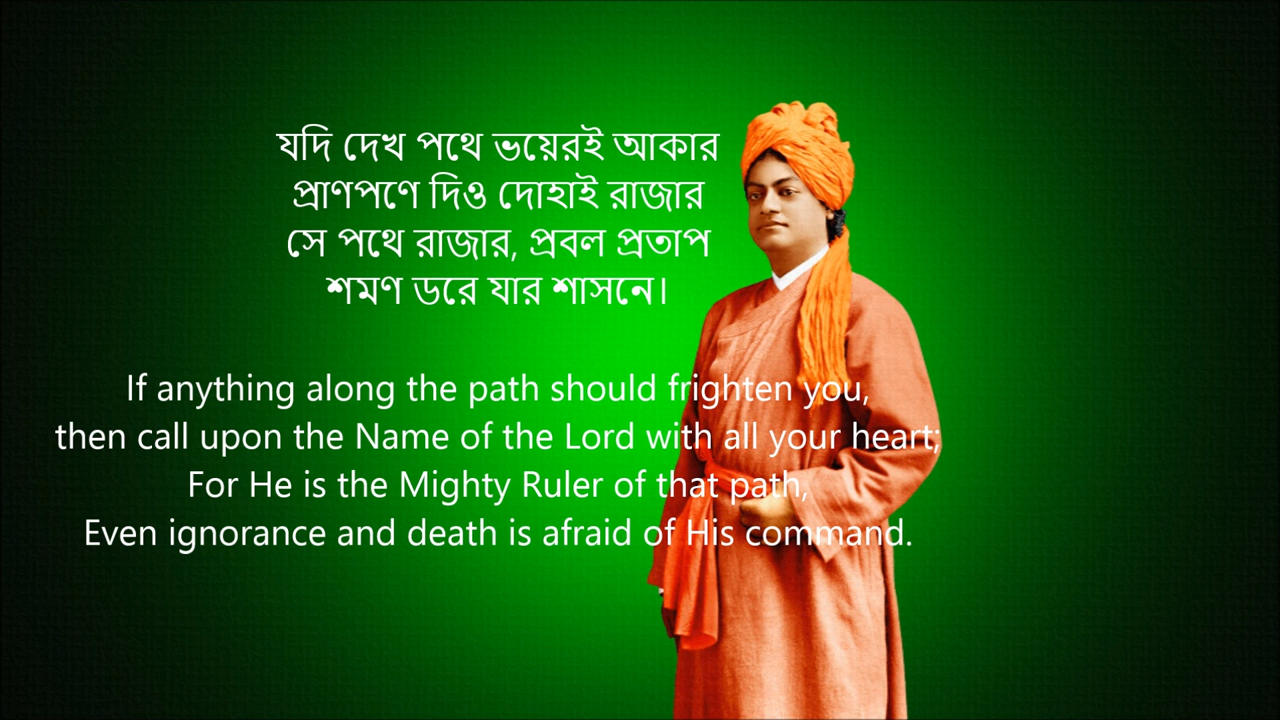 যদি দেখ পথে ভয়েরই আকার
প্রাণপণে দিও দোহাই রাজার
সে পথে রাজার, প্রবল প্রতাপ
শমণ ডরে যার শাসনে।
If anything along the path should frighten you,
then call upon the Name of the Lord with all your heart;
For He is the Mighty Ruler of that path,
Even ignorance and death is afraid of His command.